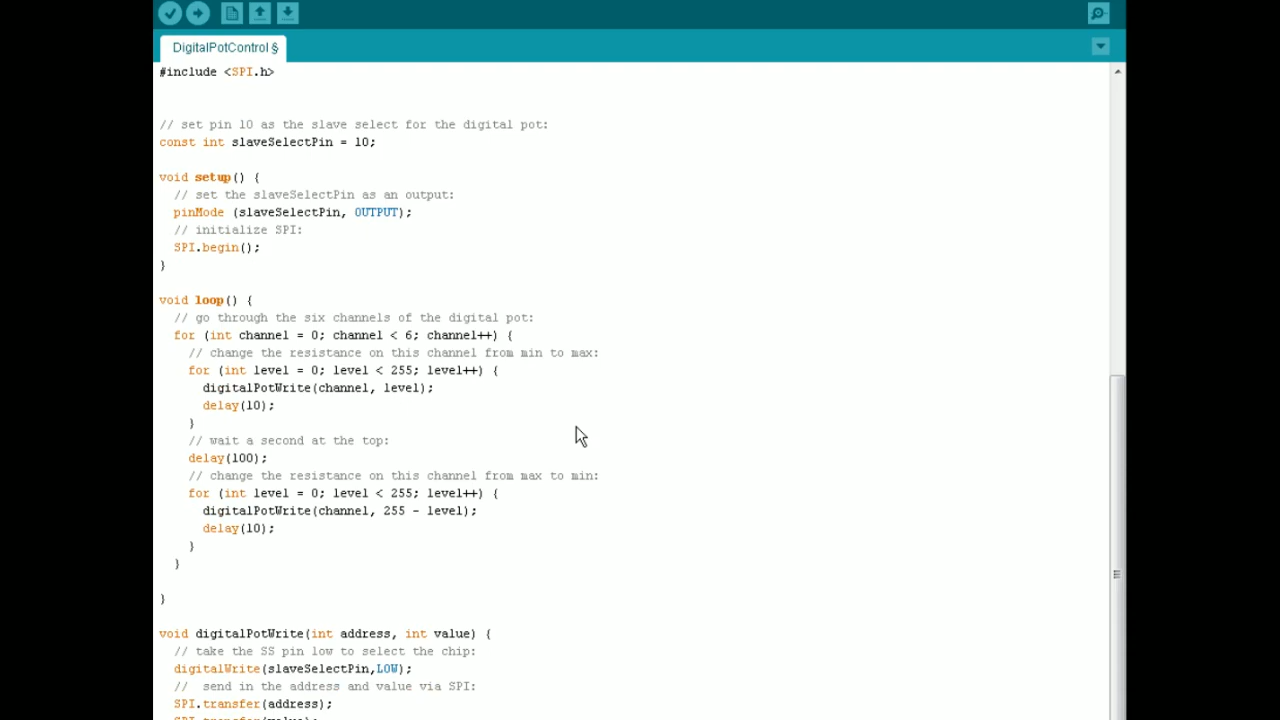 DigitalPotControl §
#include <SPI.h>
// set pin 10 as the slave select for the digital pot:
const int slaveSelectPin = 10;
void setup() {
// set the slaveSelectPin as an output:
pinMode (slaveSelectPin, OUTPUT);
// initialize SPI:
SPI.begin();
}
void loop() {
// go through the six channels of the digital pot:
for (int channel = 0; channel < 6; channel++) {
// change the resistance on this channel from min to max:
for (int level = 0; level < 255; level++) {
digitalPotWrite(channel, level);
delay(10);
}
// wait a second at the top:
delay(100);
// change the resistance on this channel from max to min:
for (int level = 0; level < 255; level++) {
digitalPotWrite(channel, 255 - level);
delay(10);
}
}
}
void digitalPotWrite(int address, int value) {
// take the SS pin low to select the chip:
digitalWrite(slaveSelectPin,LOW);
//  send in the address and value via SPI:
SPI.transfer(address);
SPI.transfer(value);